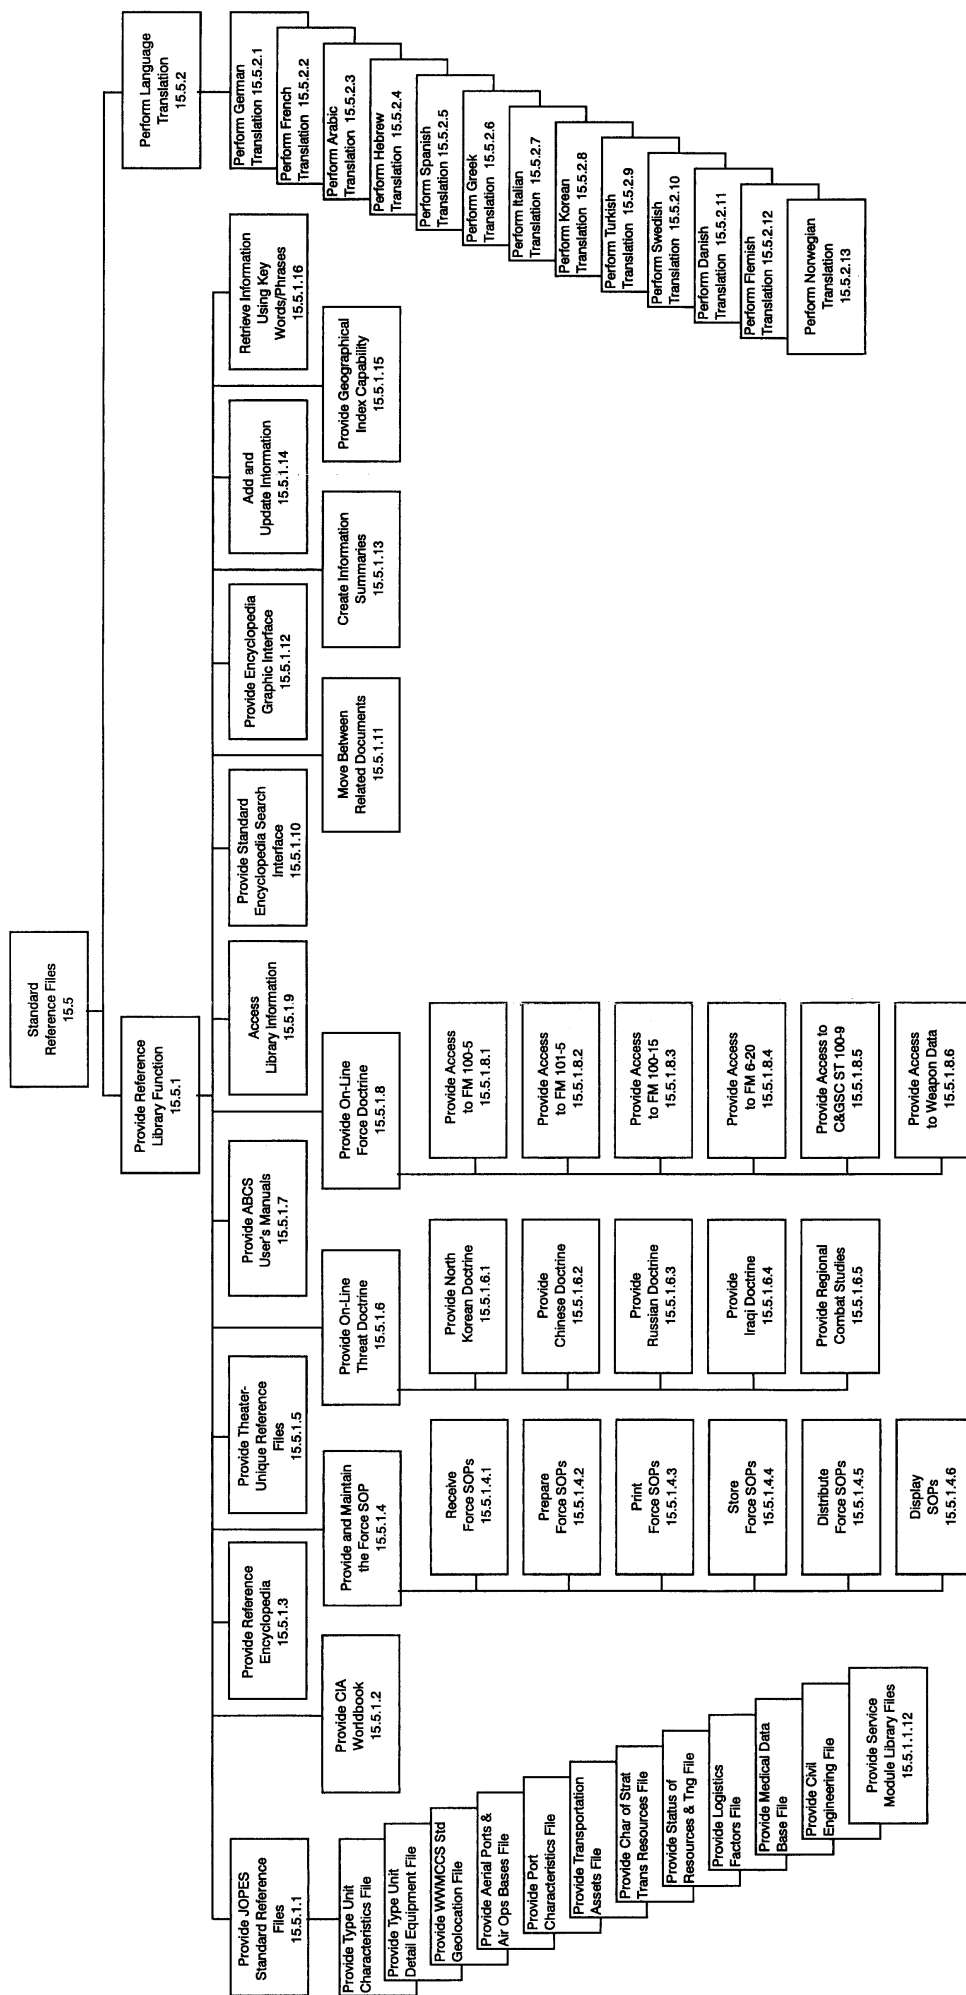 Standard
Reference Files
15.5
Provide Reference
Library Function
15.5.1
Perform Language
Translation
15.5.2
Provide JOPES
Standard Reference
Files
15.5.1.1
Provide Type Unit
Characteristics File
Provide Type Unit
Detail Equipment File
Provide WWMCCS Std
Geolocation File
Provide Aerial Ports &
Air Ops Bases File
Provide Port
Characteristics File
Provide Transportation
Assets File
Provide Char of Strat
Trans Resources File
Provide Status of
Resources & Tng File
Provide Logistics
Factors File
Provide Medical Data
Base File
Provide Civil
Engineering File
Provide Service
Module Library Files
15.5.1.1.12
Provide CIA
Worldbook
15.5.1.2
Provide Reference
Encyclopedia
15.5.1.3
Provide and Maintain
the Force SOP
15.5.1.4
Receive
Force SOPs
15.5.1.4.1
Prepare
Force SOPs
15.5.1.4.2
Print
Force SOPs
15.5.1.4.3
Store
Force SOPs
15.5.1.4.4
Distribute
Force SOPs
15.5.1.4.5
Display
SOPs
15.5.1.4.6
Provide Theater-
Unique Reference
Files
15.5.1.5
Provide On-Line
Threat Doctrine
15.5.1.6
Provide North
Korean Doctrine
15.5.1.6.1
Provide
Chinese Doctrine
15.5.1.6.2
Provide
Russian Doctrine
15.5.1.6.3
Provide
Iraqi Doctrine
15.5.1.6.4
Provide Regional
Combat Studies
15.5.1.6.5
Provide ABCS
User's Manuals
15.5.1.7
Provide On-Line
Force Doctrine
15.5.1.8
Provide Access
to FM 100-5
15.5.1.8.1
Provide Access
to FM 101-5
15.5.1.8.2
Provide Access
to FM 100-15
15.5.1.8.3
Provide Access
to FM 6-20
15.5.1.8.4
Provide Access to
C&GSC ST 100-9
15.5.1.8.5
Provide Access
to Weapon Data
15.5.1.8.6
Access
Library Information
15.5.1.9
Provide Standard
Encyclopedia Search
Interface
15.5.1.10
Move Between
Related Documents
15.5.1.11
Provide Encyclopedia
Graphic Interface
15.5.1.12
Create Information
Summaries
15.5.1.13
Add and
Update Information
15.5.1.14
Provide Geographical
Index Capability
15.5.1.15
Retrieve Information
Using Key
Words/Phrases
15.5.1.16
Perform German
Translation 15.5.2.1
Perform French
Translation 15.5.2.2
Perform Arabic
Translation 15.5.2.3
Perform Hebrew
Translation 15.5.2.4
Perform Spanish
Translation 15.5.2.5
Perform Greek
Translation 15.5.2.6
Perform Italian
Translation 15.5.2.7
Perform Korean
Translation 15.5.2.8
Perform Turkish
Translation 15.5.2.9
Perform Swedish
Translation 15.5.2.10
Perform Danish
Translation 15.5.2.11
Perform Flemish
Translation 15.5.2.12
Perform Norwegian
Translation
15.5.2.13